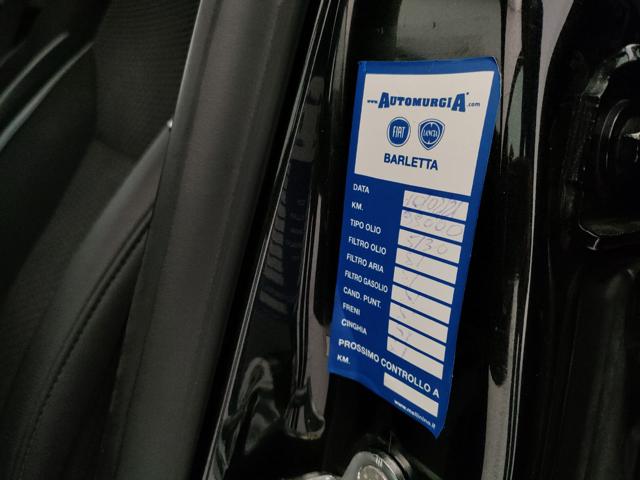 www.AUTOMURGIA.com
FIAT LANCIA
BARLETTA
DATA
KM.
TIPO OLIO 5/30
FILTRO OLIO SI
FILTRO ARIA
FILTRO GASOLIO
CAND. PUNT.
FRENI
CINGHIA
PROSSIMO CONTROLLO A
KM.